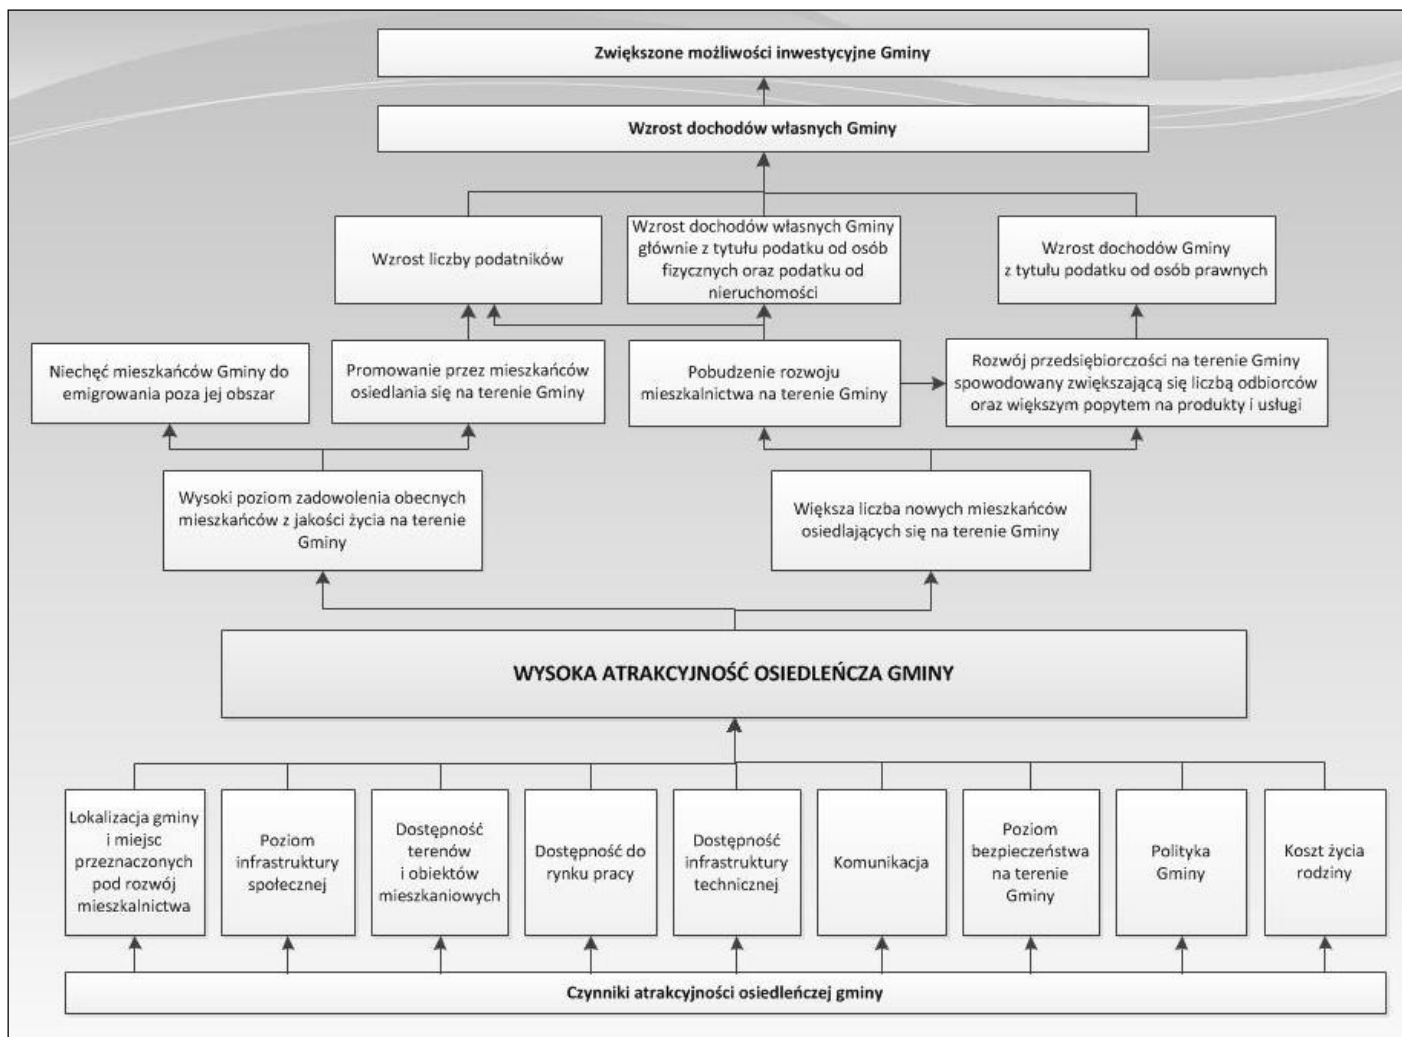 Zwiększone możliwości inwestycyjne Gminy
Wzrost dochodów własnych Gminy
Wzrost liczby podatników
Wzrost dochodów własnych Gminy
głównie z tytułu podatku od osób
fizycznych oraz podatku od
nieruchomości
Wzrost dochodów Gminy
z tytułu podatku od osób prawnych
Niechęć mieszkańców Gminy do
emigrowania poza jej obszar
Promowanie przez mieszkańców
osiedlania się na terenie Gminy
Pobudzenie rozwoju
mieszkalnictwa na terenie Gminy
Rozwój przedsiębiorczości na terenie Gminy
spowodowany zwiększającą się liczbą odbiorców
oraz większym popytem na produkty i usługi
Wysoki poziom zadowolenia obecnych
mieszkańców z jakości życia na terenie
Gminy
Większa liczba nowych mieszkańców
osiedlających się na terenie Gminy
WYSOKA ATRAKCYJNOŚĆ OSIEDLEŃCZA GMINY
Lokalizacja gminy
i miejsc
przeznaczonych
pod rozwój
mieszkalnictwa
Poziom
infrastruktury
społecznej
Dostępność
terenów
i obiektów
mieszkaniowych
Dostępność do
rynku pracy
Dostępność
infrastruktury
technicznej
Komunikacja
Poziom
bezpieczeństwa
na terenie
Gminy
Polityka
Gminy
Koszt życia
rodziny
Czynniki atrakcyjności osiedleńczej gminy